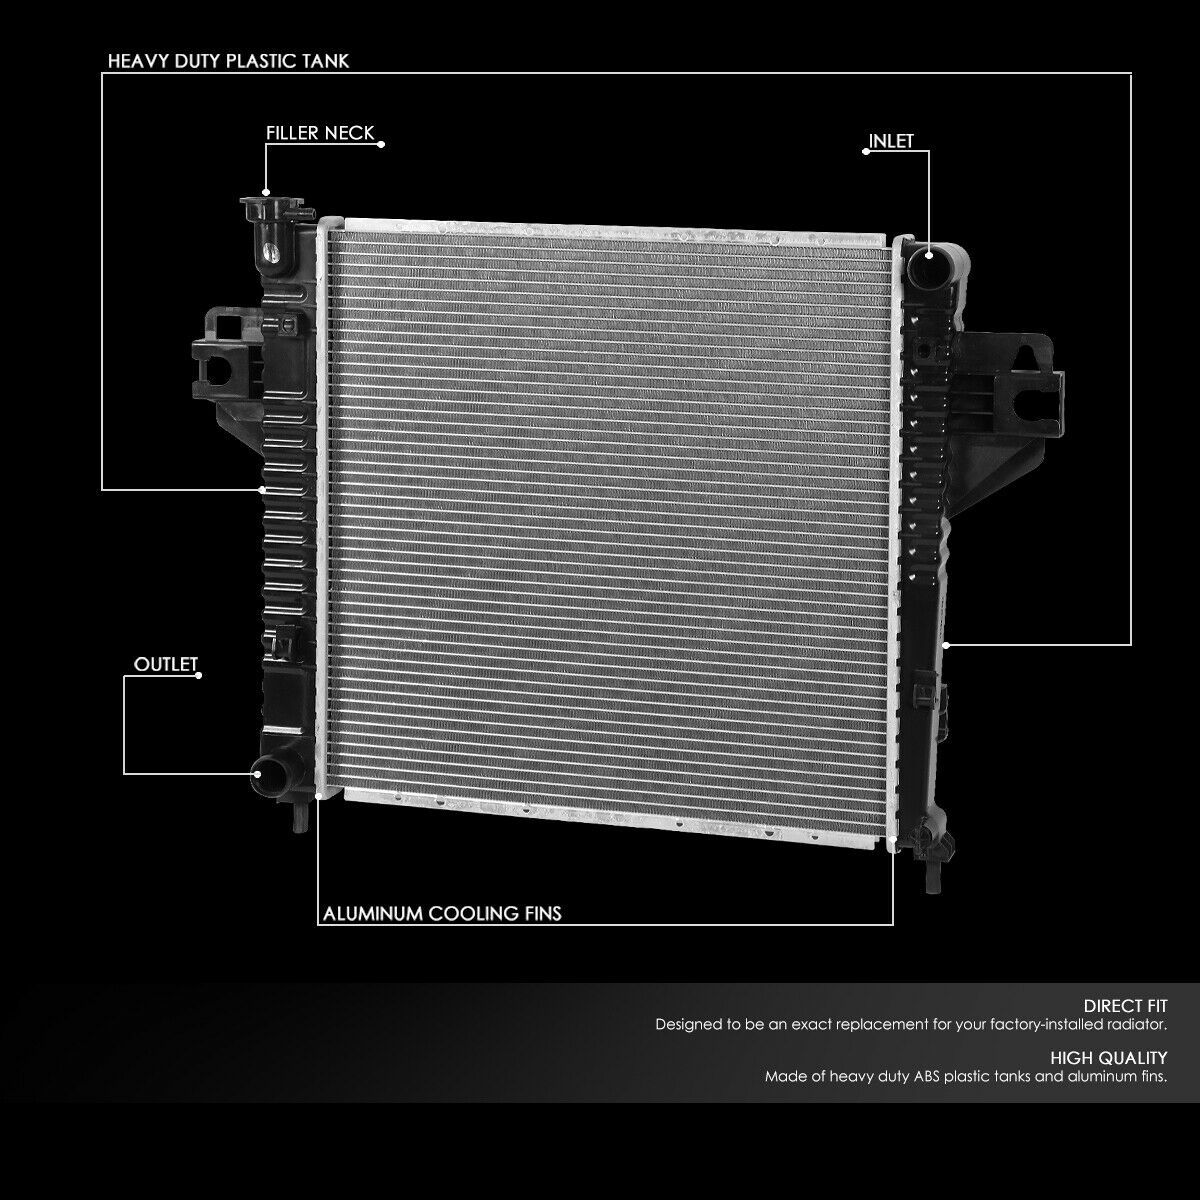 HEAVY DUTY PLASTIC TANK
FILLER NECK
INLET
OUTLET
ALUMINUM COOLING FINS
DIRECT FIT
Designed to be an exact replacement for your factory-installed radiator.
HIGH QUALITY
Made of heavy duty ABS plastic tanks and aluminum fins.